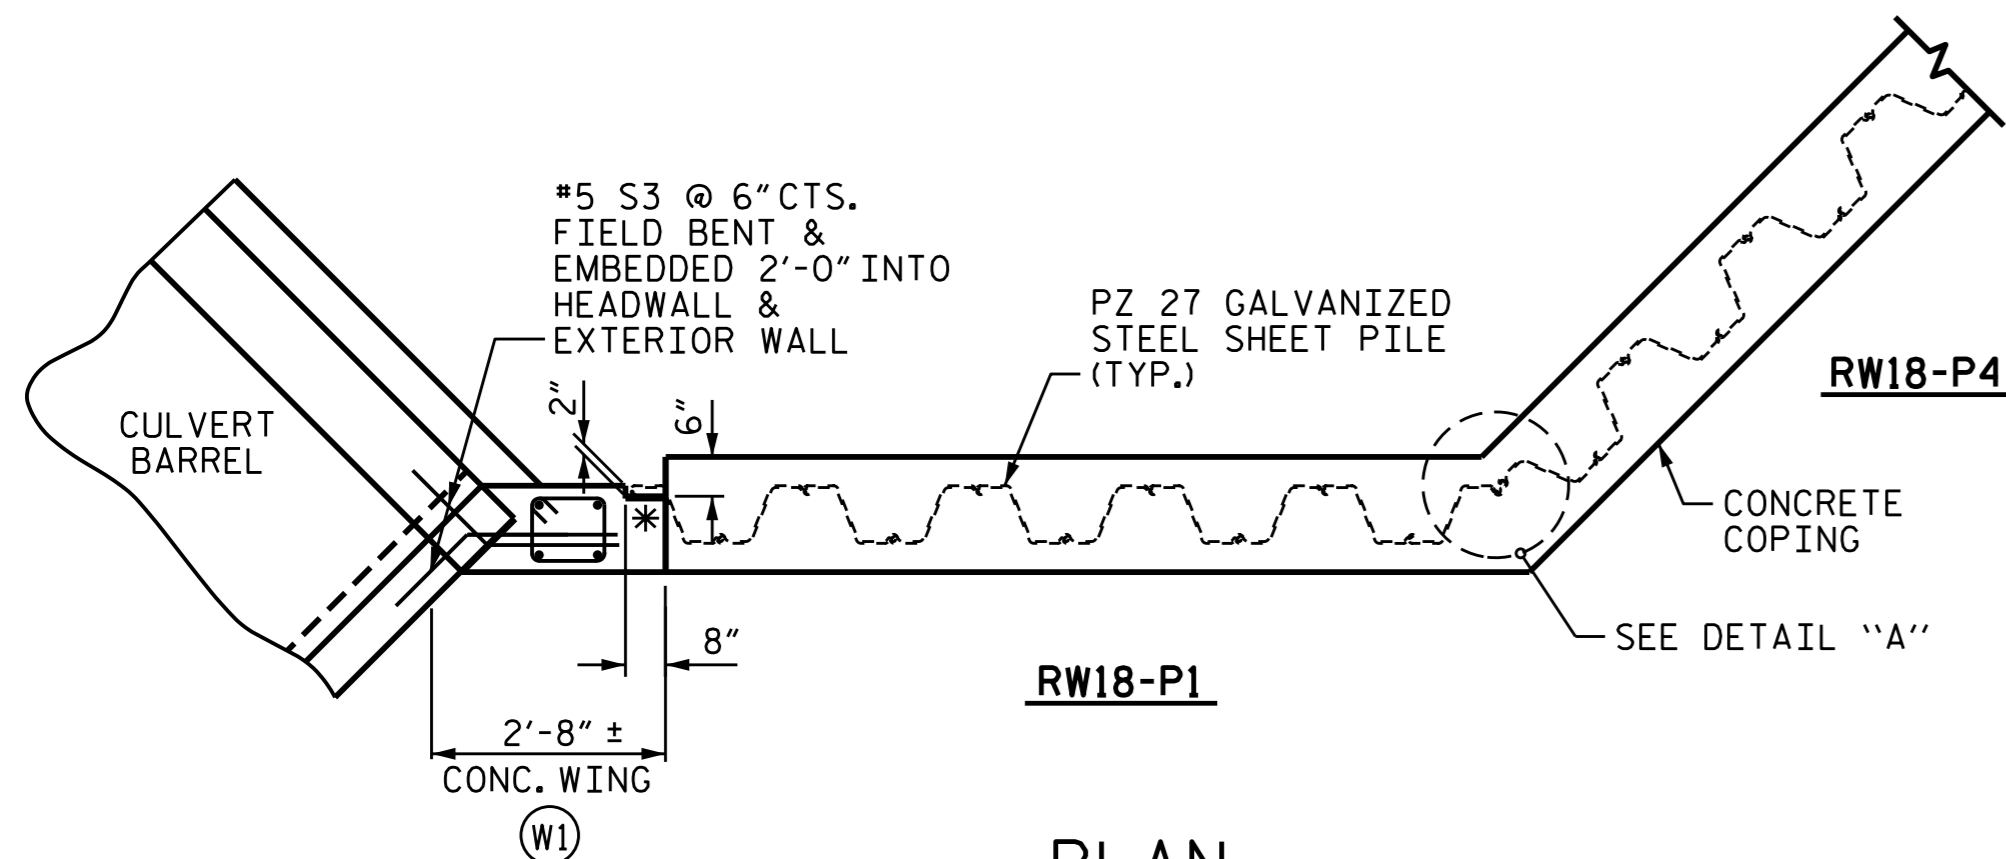 #5 S3 @ 6" CTS.
FIELD BENT &
EMBEDDED 2'-0" INTO
HEADWALL &
EXTERIOR WALL
PZ 27 GALVANIZED
STEEL SHEET PILE
(TYP.)
RW18-P4
2"
6"
CULVERT
BARREL
CONCRETE
COPING
SEE DETAIL ''A''
8"
RW18-P1
2'-8" ±
CONC. WING
W1
PLAN